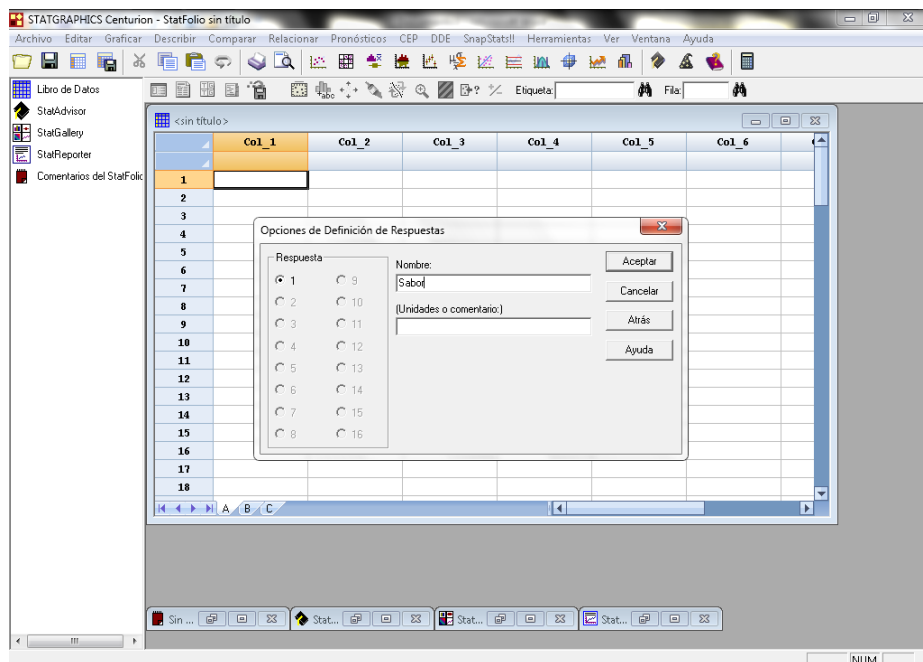 STATGRAPHICS Centurion - StatFolio sin título
Archivo Editar Graficar Describir Comparar Relacionar Pronósticos CEP DDE SnapStats!! Herramientas Ver Ventana Ayuda
Etiqueta: Fila:
Libro de Datos
StatAdvisor
StatGallery
StatReporter
Comentarios del StatFolio
<sin título>
Col_1 Col_2 Col_3 Col_4 Col_5 Col_6
1
2
3
4
5
6
7
8
9
10
11
12
13
14
15
16
17
18
A B C
Opciones de Definición de Respuestas
Respuesta
1 9
2 10
3 11
4 12
5 13
6 14
7 15
8 16
Nombre:
Sabor
(Unidades o comentario:)
Aceptar
Cancelar
Atrás
Ayuda
Sin ... Stat... Stat... Stat...
NUM